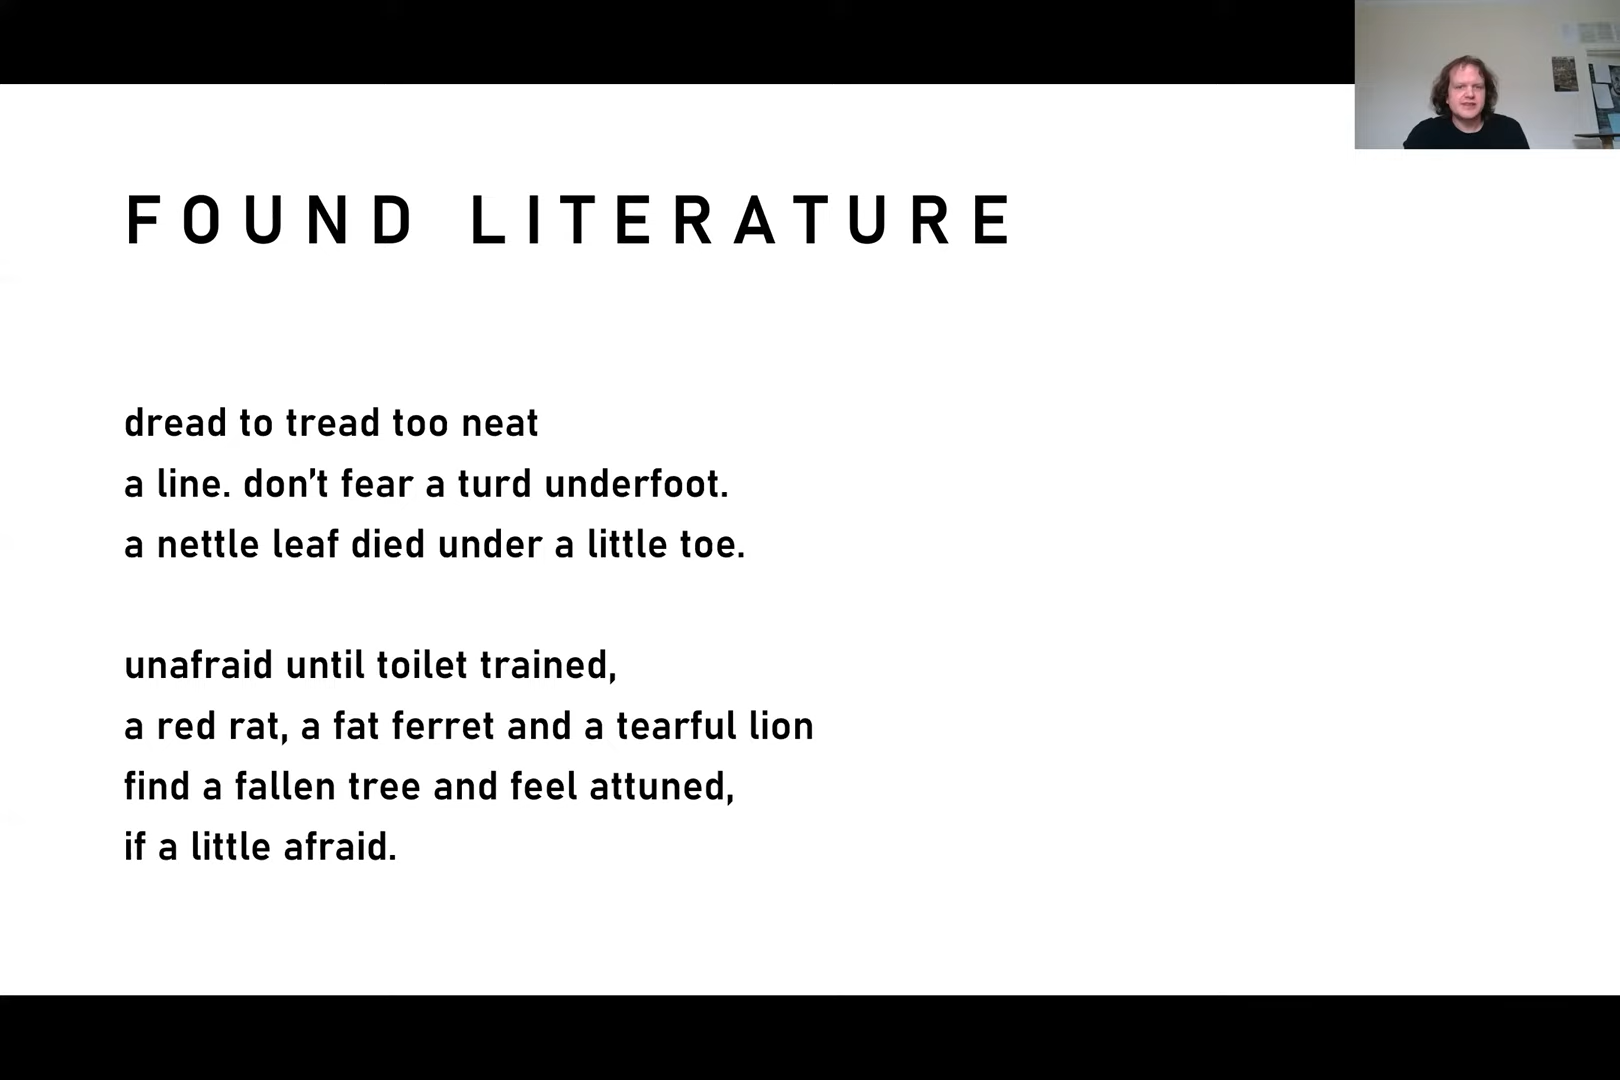 FOUND LITERATURE
dread to tread too neat
a line. don’t fear a turd underfoot.
a nettle leaf died under a little toe.
unafraid until toilet trained,
a red rat, a fat ferret and a tearful lion
find a fallen tree and feel attuned,
if a little afraid.